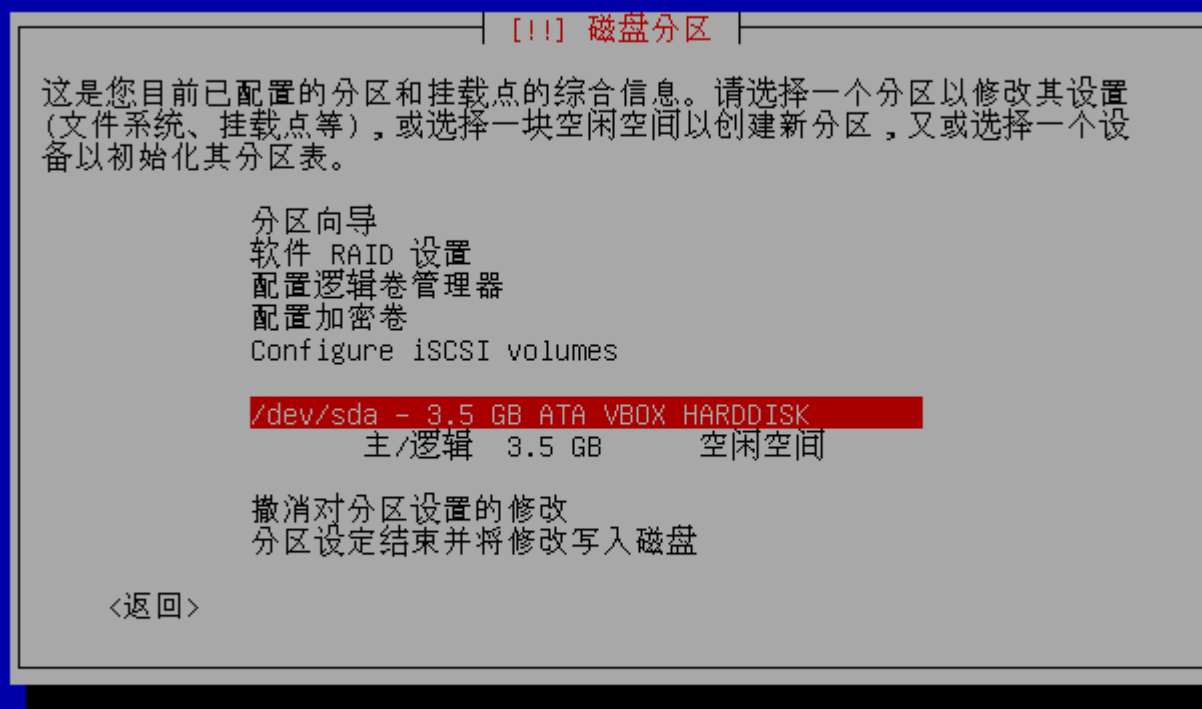 [!!] 磁盘分区
这是您目前已配置的分区和挂载点的综合信息。请选择一个分区以修改其设置
(文件系统、挂载点等),或选择一块空闲空间以创建新分区,又或选择一个设
备以初始化其分区表。
分区向导
软件 RAID 设置
配置逻辑卷管理器
配置加密卷
Configure iSCSI volumes
/dev/sda - 3.5 GB ATA VBOX HARDDISK
主/逻辑 3.5 GB 空闲空间
撤消对分区设置的修改
分区设定结束并将修改写入磁盘
<返回>